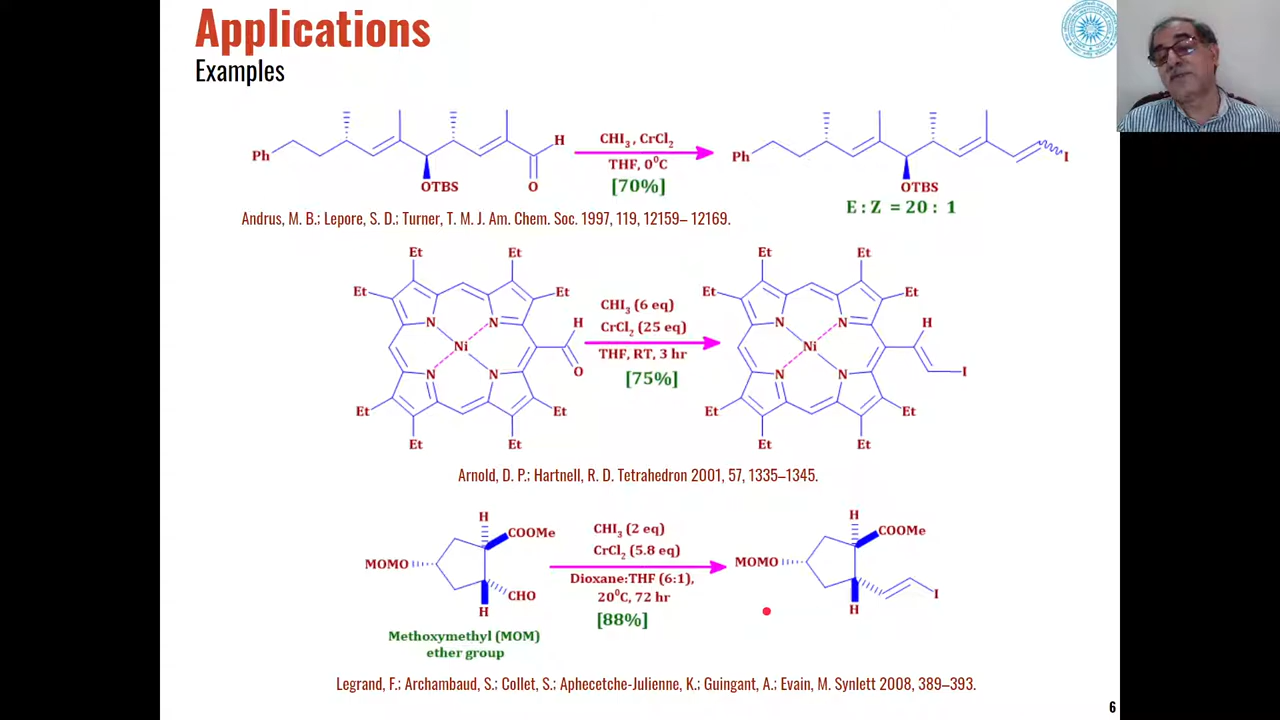 Applications
Examples
Ph
OTBS
H
O
CHI₃ , CrCl₂
THF, 0⁰C
[70%]
Ph
OTBS
I
E : Z = 20 : 1
Andrus, M. B.; Lepore, S. D.; Turner, T. M. J. Am. Chem. Soc. 1997, 119, 12159– 12169.
Et Et
Et Et
N N
Ni
N N
Et Et
Et Et
H
O
CHI₃ (6 eq)
CrCl₂ (25 eq)
THF, RT, 3 hr
[75%]
Et Et
Et Et
N N
Ni
N N
Et Et
Et Et
H
I
Arnold, D. P.; Hartnell, R. D. Tetrahedron 2001, 57, 1335–1345.
H
COOMe
MOMO
CHO
H
Methoxymethyl (MOM)
ether group
CHI₃ (2 eq)
CrCl₂ (5.8 eq)
Dioxane:THF (6:1),
20⁰C, 72 hr
[88%]
H
COOMe
MOMO
I
H
Legrand, F.; Archambaud, S.; Collet, S.; Aphecetche-Julienne, K.; Guingant, A.; Evain, M. Synlett 2008, 389–393.
6